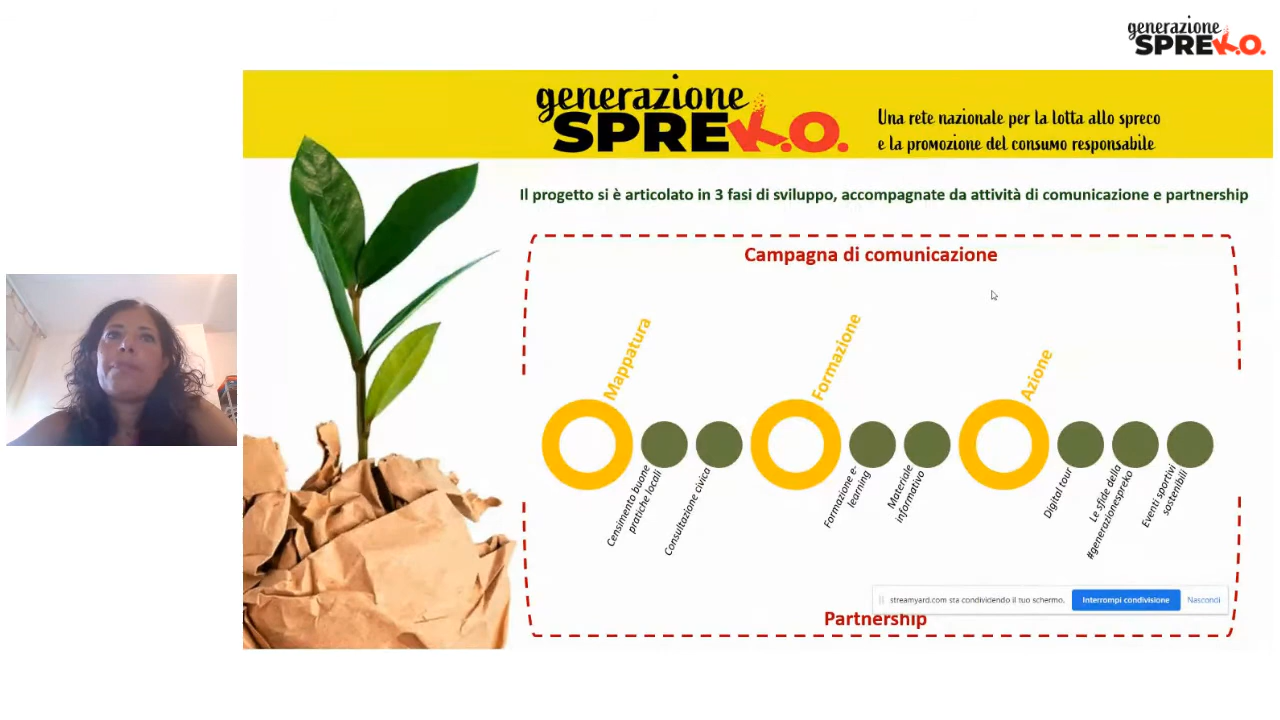 generazione
SPREK.O.
generazione
SPREK.O.
Una rete nazionale per la lotta allo spreco
e la promozione del consumo responsabile
Il progetto si è articolato in 3 fasi di sviluppo, accompagnate da attività di comunicazione e partnership
Campagna di comunicazione
Mappatura
Formazione
Azione
Censimento buone
pratiche locali
Consultazione civica
Formazione e-
learning
Materiale
informativo
Digital tour
Le sfide della
#generazionespreko
Eventi sportivi
sostenibili
streamyard.com sta condividendo il tuo schermo.
Interrompi condivisione
Nascondi
Partnership